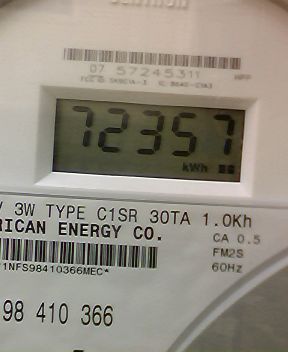 07 57245311
72357
kWh
V 3W TYPE C1SR 30TA 1.0Kh
RICAN ENERGY CO.
CA 0.5
FM2S
60Hz
1NFS98410366MEC*
98 410 366